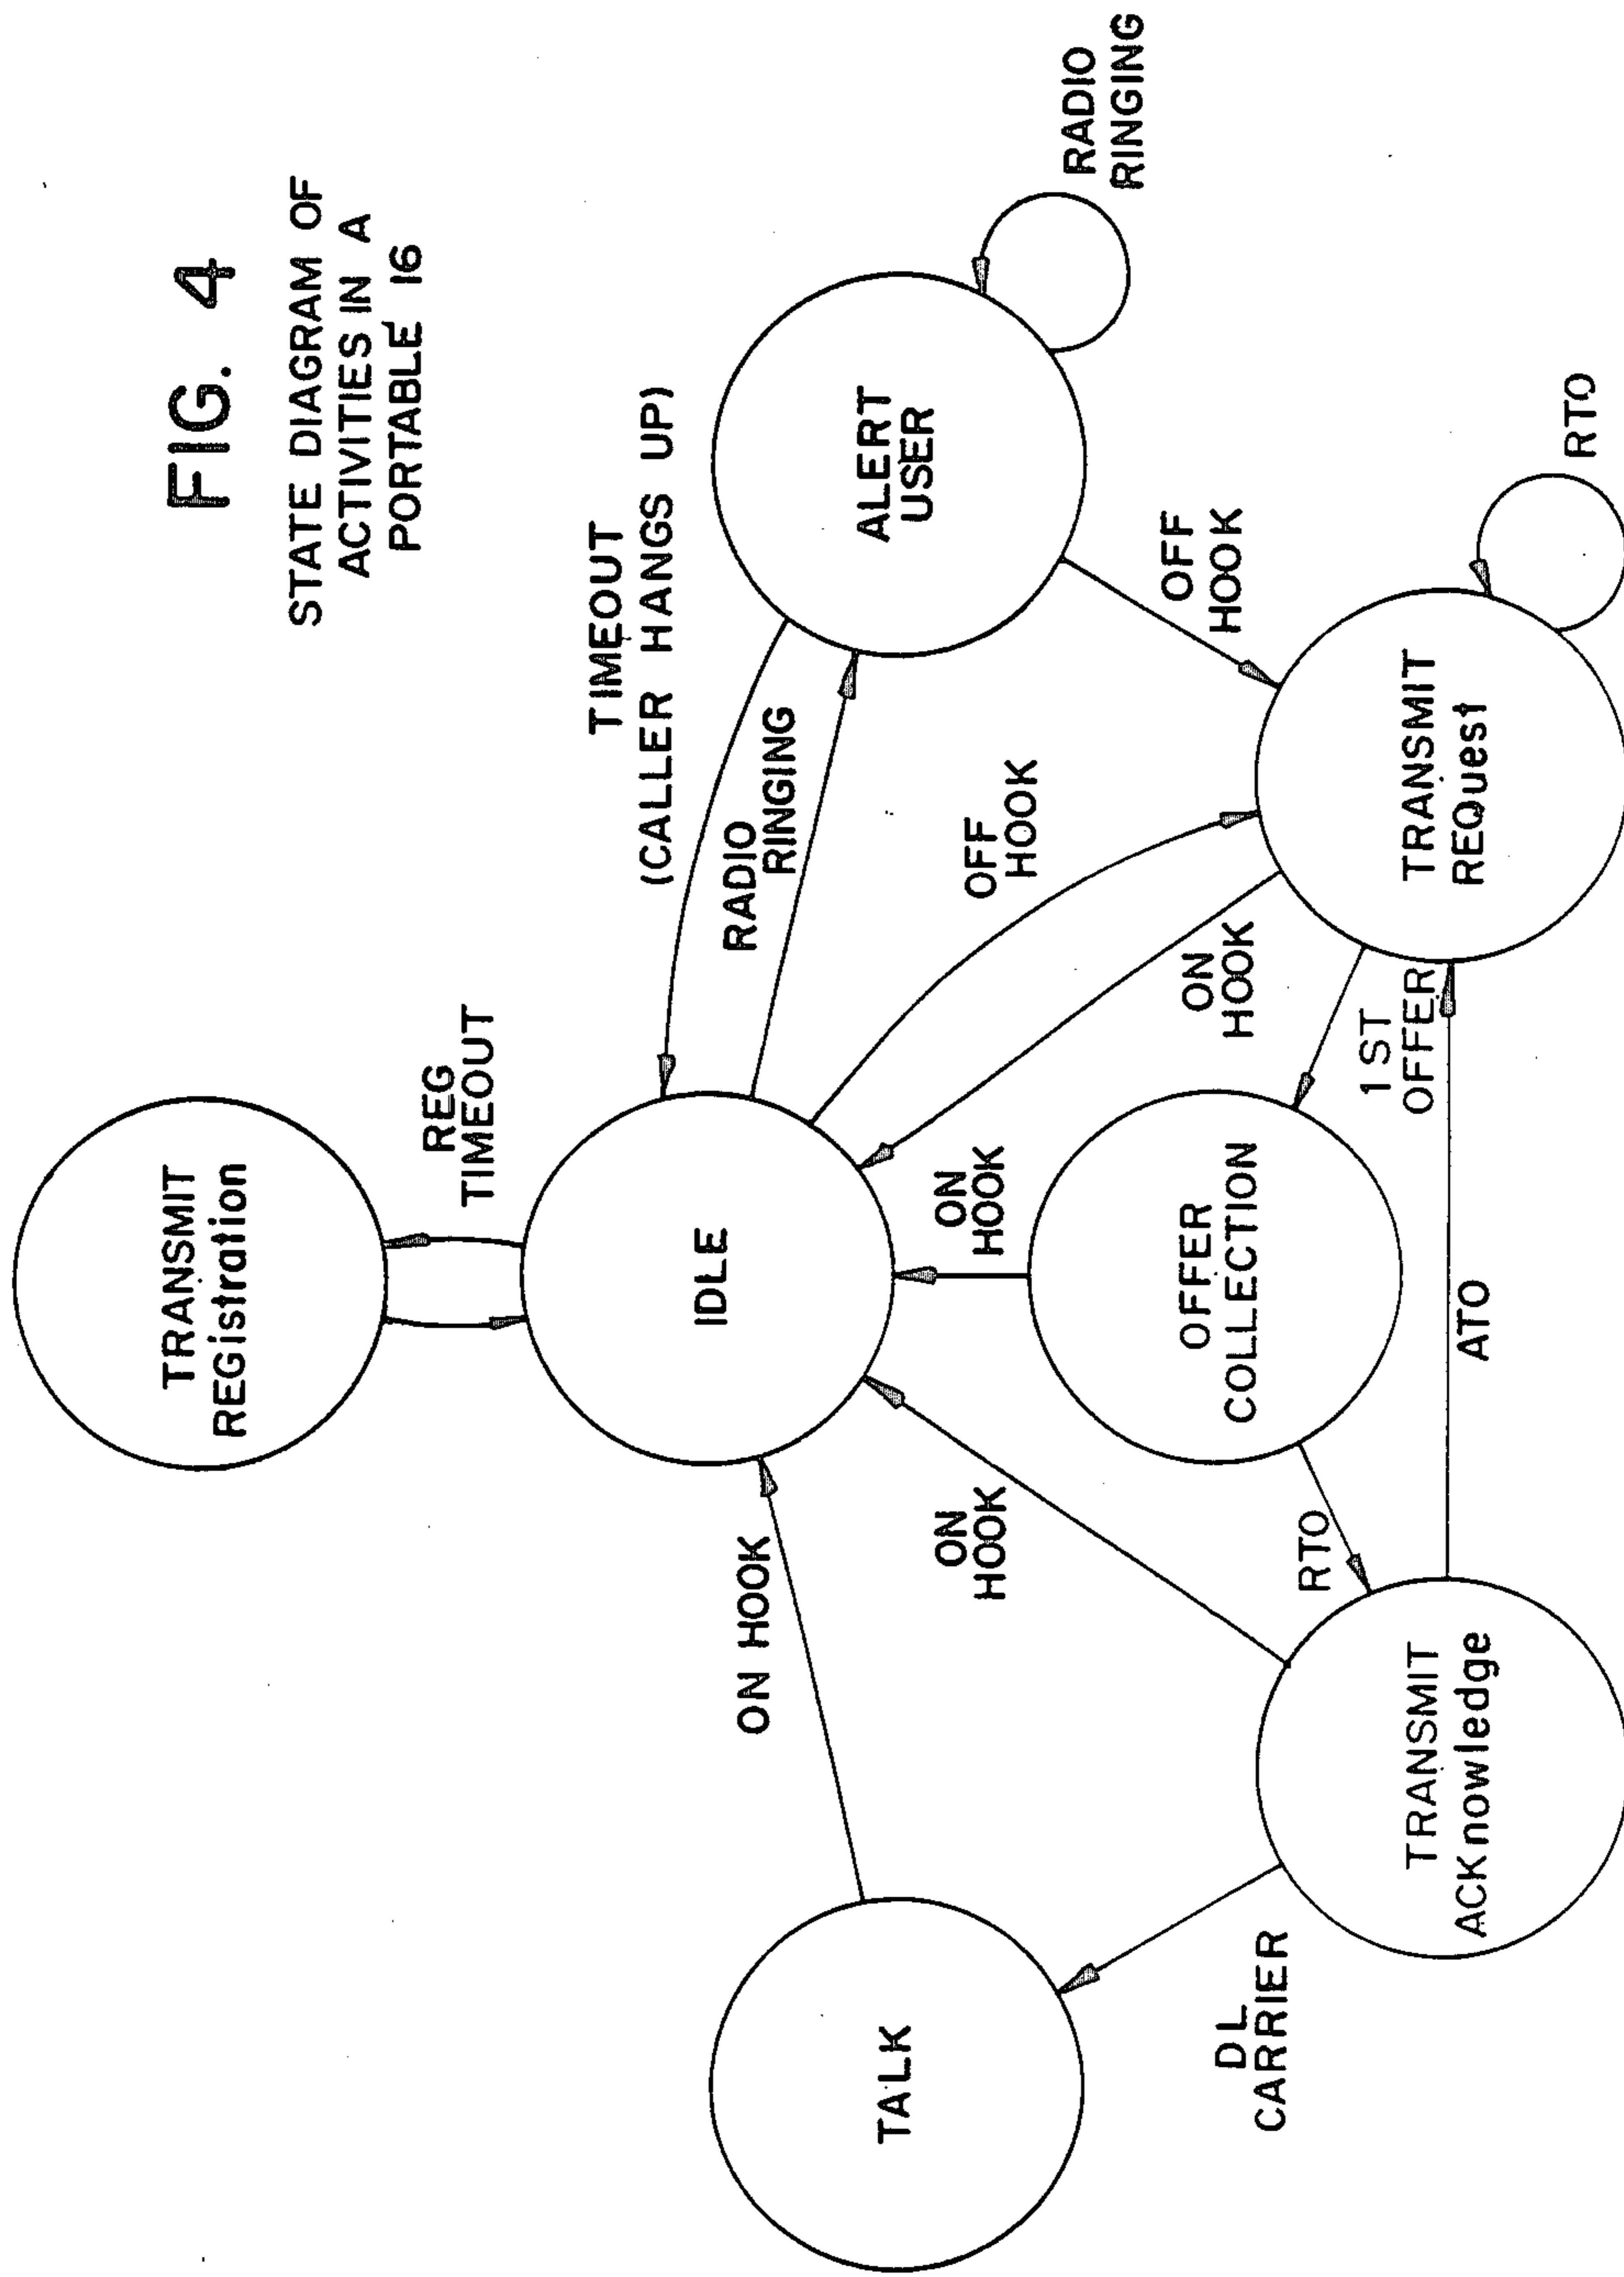 FIG. 4
STATE DIAGRAM OF
ACTIVITIES IN A
PORTABLE 16
TRANSMIT
REGistration
REG
TIMEOUT
TIMEOUT
(CALLER HANGS UP)
RADIO
RINGING
ALERT
USER
RADIO
RINGING
IDLE
ON HOOK
TALK
OFF
HOOK
OFF
HOOK
ON
HOOK
ON
HOOK
ON
HOOK
OFFER
COLLECTION
1ST
OFFER
RTO
TRANSMIT
REQuest
RTO
ATO
TRANSMIT
ACKnowledge
DL
CARRIER